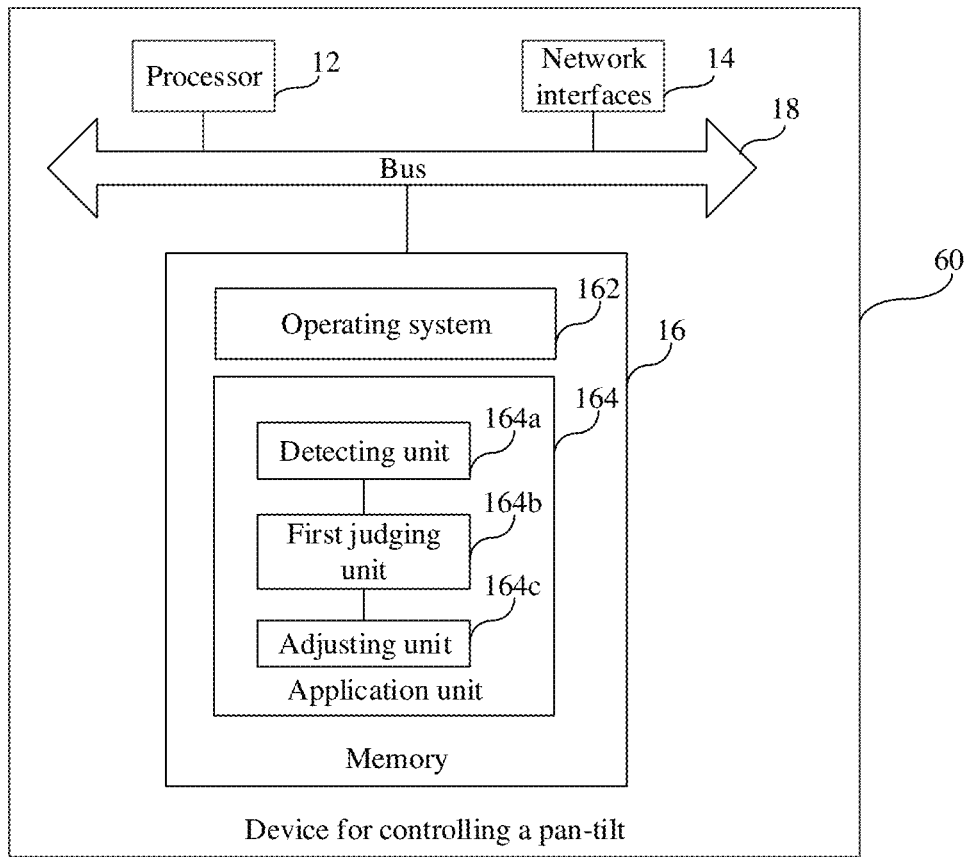 Processor
12
Network
interfaces
14
18
Bus
60
162
Operating system
16
164
164a
Detecting unit
164b
First judging
unit
164c
Adjusting unit
Application unit
Memory
Device for controlling a pan-tilt